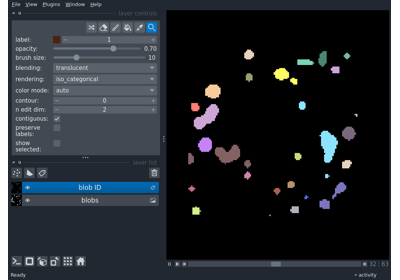 File View Plugins Window Help
layer controls
label: 1
opacity: 0.70
brush size: 10
blending: translucent
rendering: iso_categorical
color mode: auto
contour: 0
n edit dim: 2
contiguous:
preserve
labels:
show
selected:
layer list
blob ID
blobs
32 63
Ready
activity